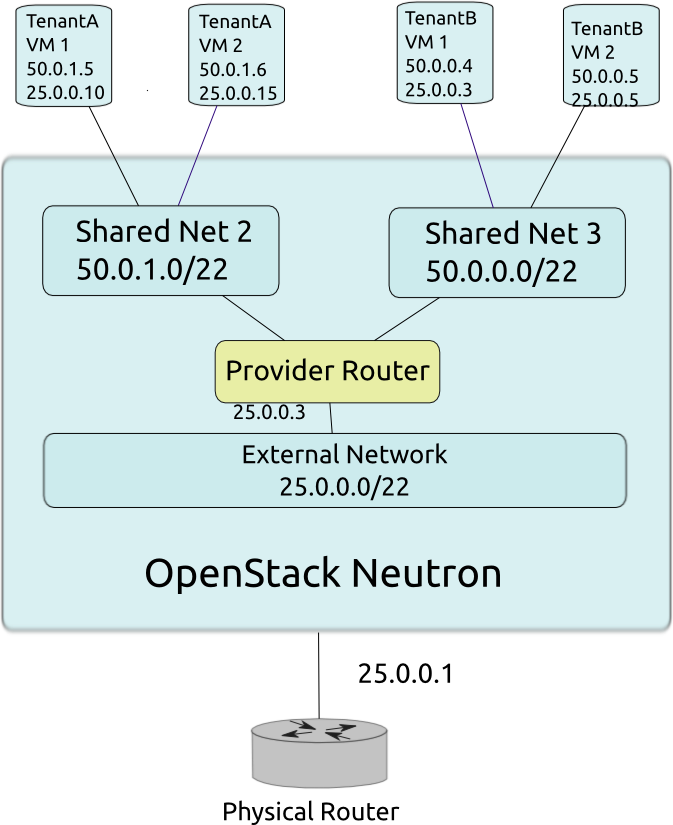 TenantA
VM 1
50.0.1.5
25.0.0.10
TenantA
VM 2
50.0.1.6
25.0.0.15
TenantB
VM 1
50.0.0.4
25.0.0.3
TenantB
VM 2
50.0.0.5
25.0.0.5
Shared Net 2
50.0.1.0/22
Shared Net 3
50.0.0.0/22
Provider Router
25.0.0.3
External Network
25.0.0.0/22
OpenStack Neutron
25.0.0.1
Physical Router